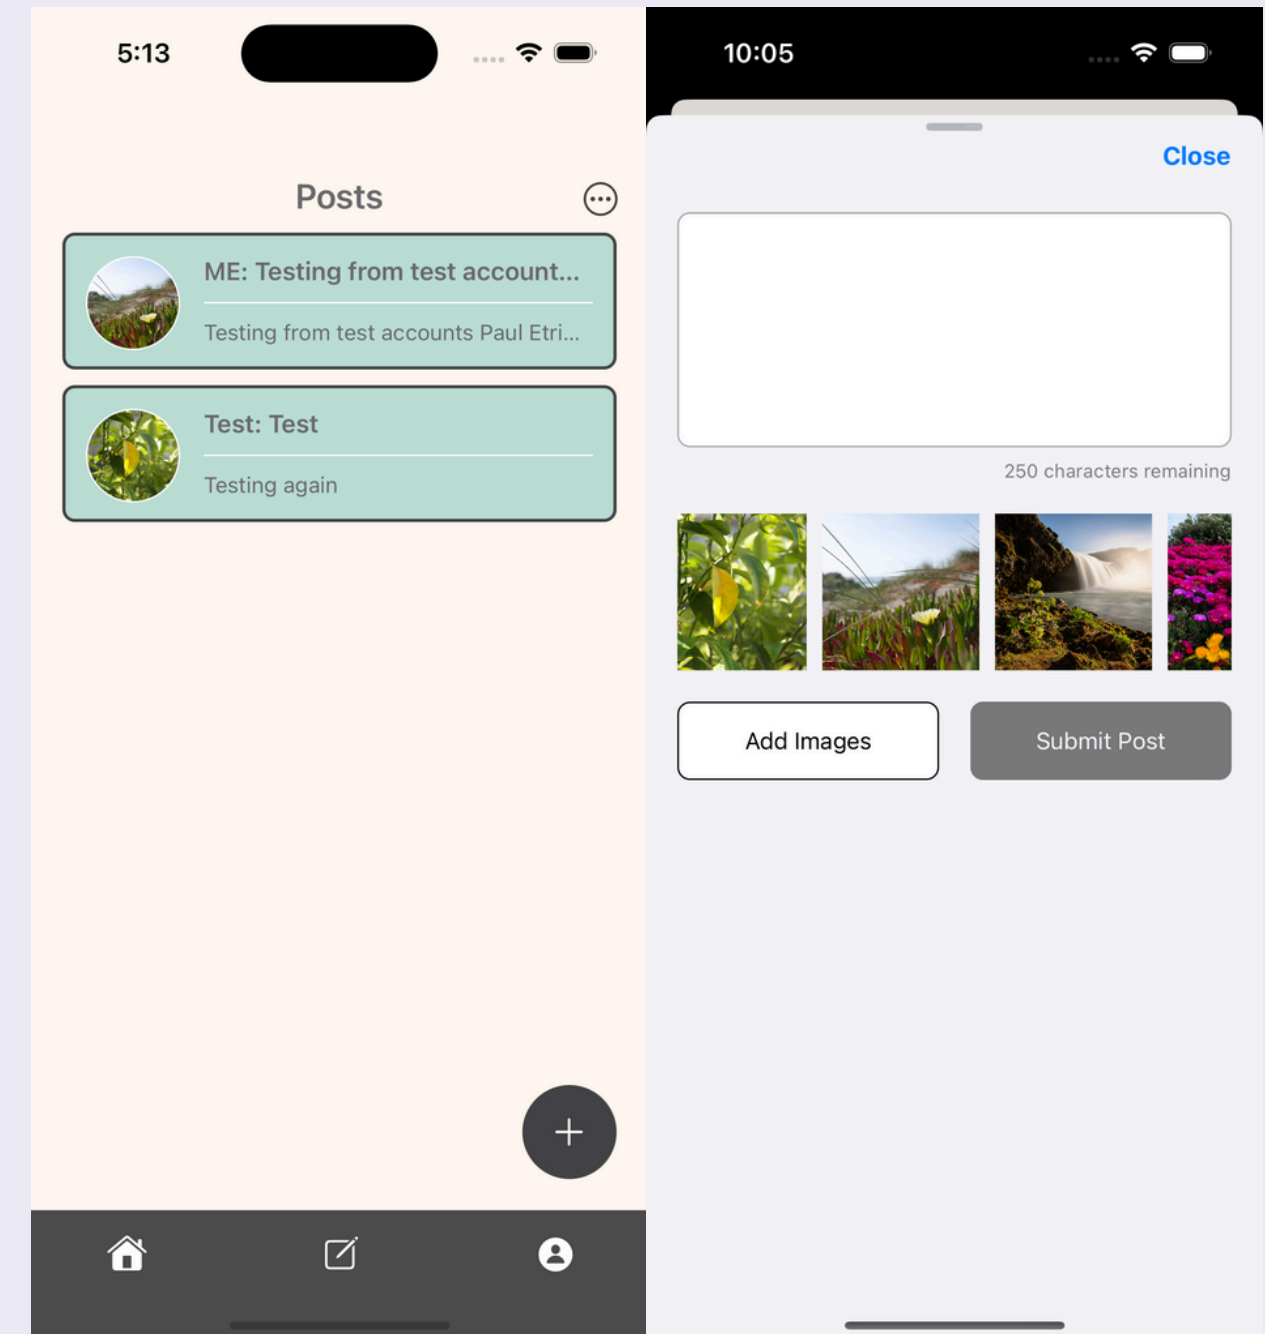 5:13
Posts
ME: Testing from test account...
Testing from test accounts Paul Etri...
Test: Test
Testing again
10:05
Close
250 characters remaining
Add Images
Submit Post